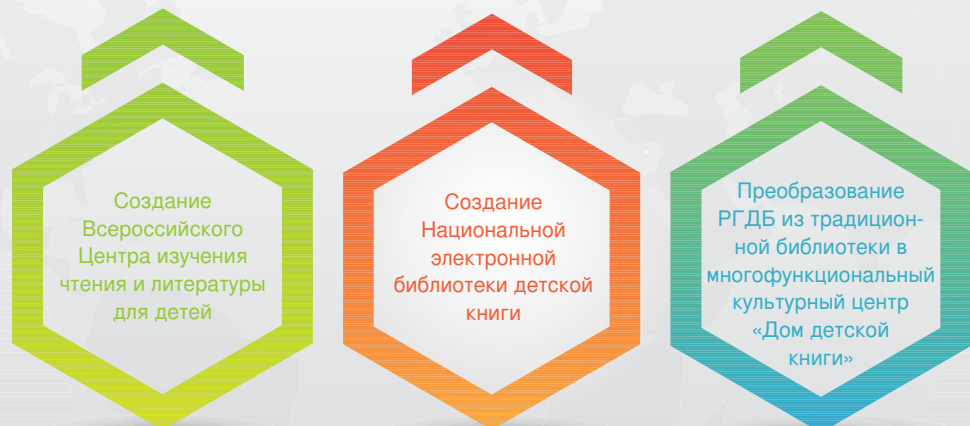 Создание
Всероссийского
Центра изучения
чтения и литературы
для детей
Создание
Национальной
электронной
библиотеки детской
книги
Преобразование
РГДБ из традицион-
ной библиотеки в
многофункциональный
культурный центр
«Дом детской
книги»